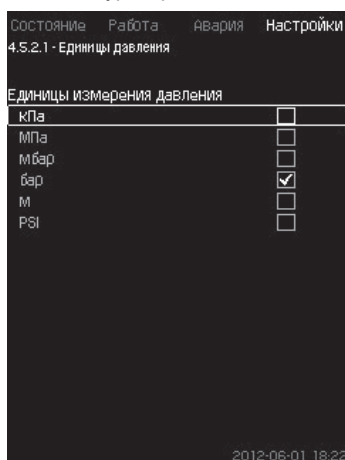 Состояние Работа Авария Настройки
4.5.2.1 - Единицы давления
Единицы измерения давления
кПа
МПа
мбар
бар
м
PSI
2012-06-01 18:22